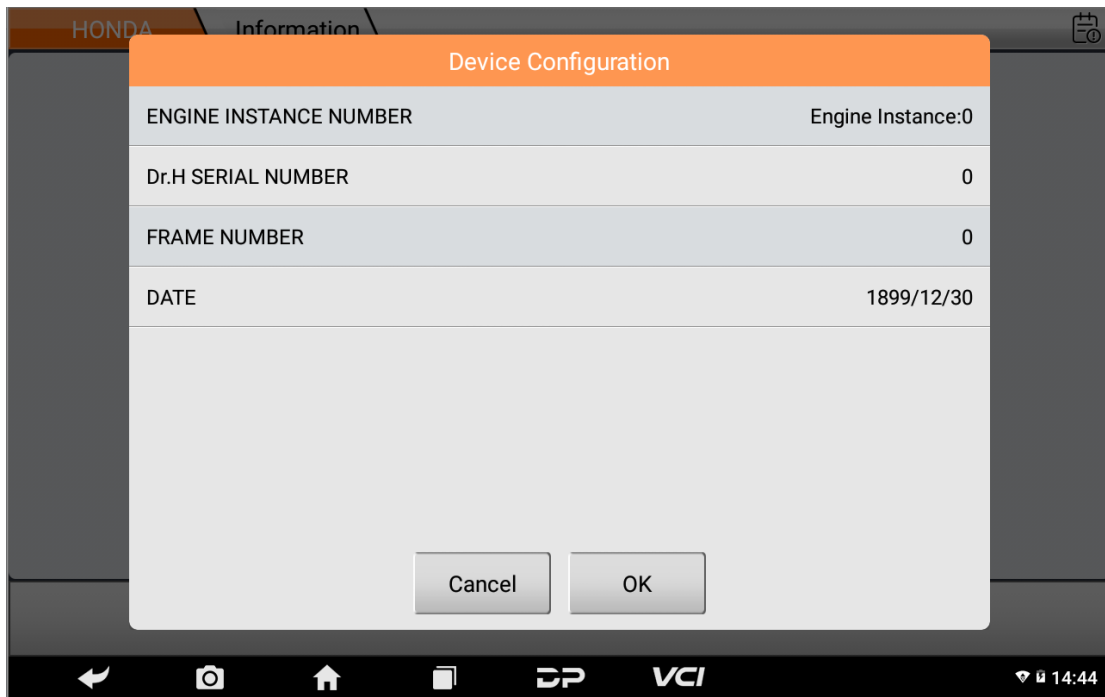 HONDA Information
Device Configuration
ENGINE INSTANCE NUMBER Engine Instance:0
Dr.H SERIAL NUMBER 0
FRAME NUMBER 0
DATE 1899/12/30
Cancel OK
DP VCI 14:44